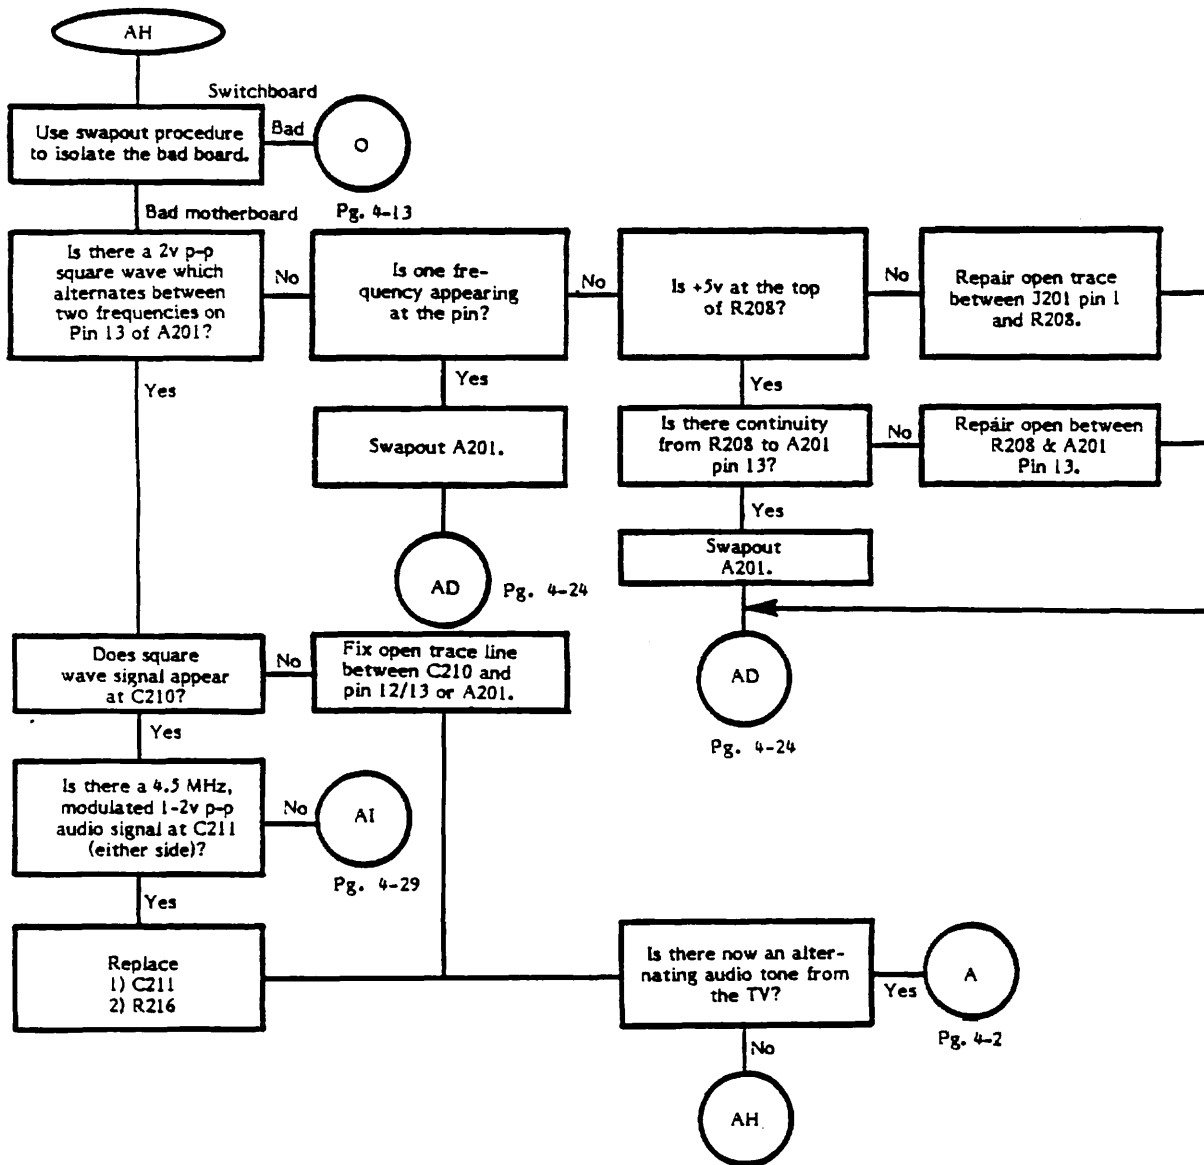 AH
Switchboard
Use swapout procedure
to isolate the bad board.
Bad
O
Pg. 4-13
Bad motherboard
Is there a 2v p-p
square wave which
alternates between
two frequencies on
Pin 13 of A201?
No
Is one fre-
quency appearing
at the pin?
No
Is +5v at the top
of R208?
No
Repair open trace
between J201 pin 1
and R208.
Yes
Yes
Yes
Swapout A201.
Is there continuity
from R208 to A201
pin 13?
No
Repair open between
R208 & A201
Pin 13.
Yes
Swapout
A201.
AD
Pg. 4-24
AD
Pg. 4-24
Does square
wave signal appear
at C210?
No
Fix open trace line
between C210 and
pin 12/13 or A201.
Yes
Is there a 4.5 MHz,
modulated 1-2v p-p
audio signal at C211
(either side)?
No
AI
Pg. 4-29
Yes
Replace
1) C211
2) R216
Is there now an alter-
nating audio tone from
the TV?
Yes
A
Pg. 4-2
No
AH